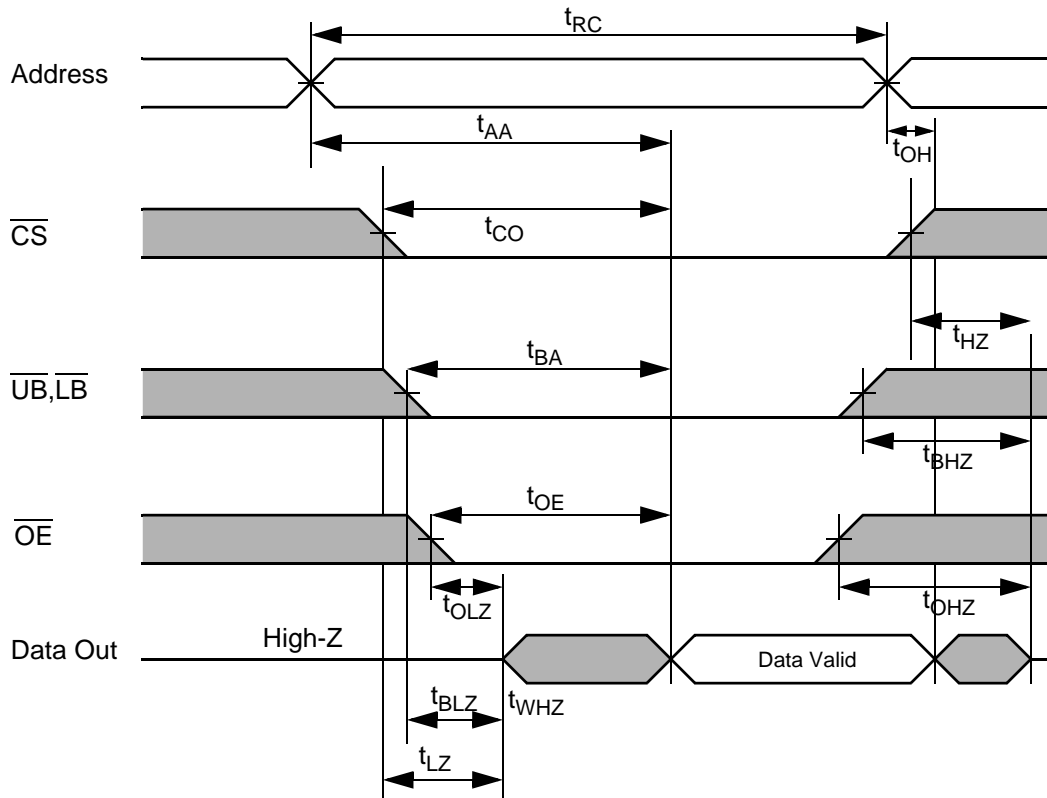 tRC
Address
tAA
tOH
CS
tCO
tHZ
tBA
UB,LB
tBHZ
tOE
OE
tOLZ
tOHZ
Data Out
High-Z
Data Valid
tBLZ
tWHZ
tLZ